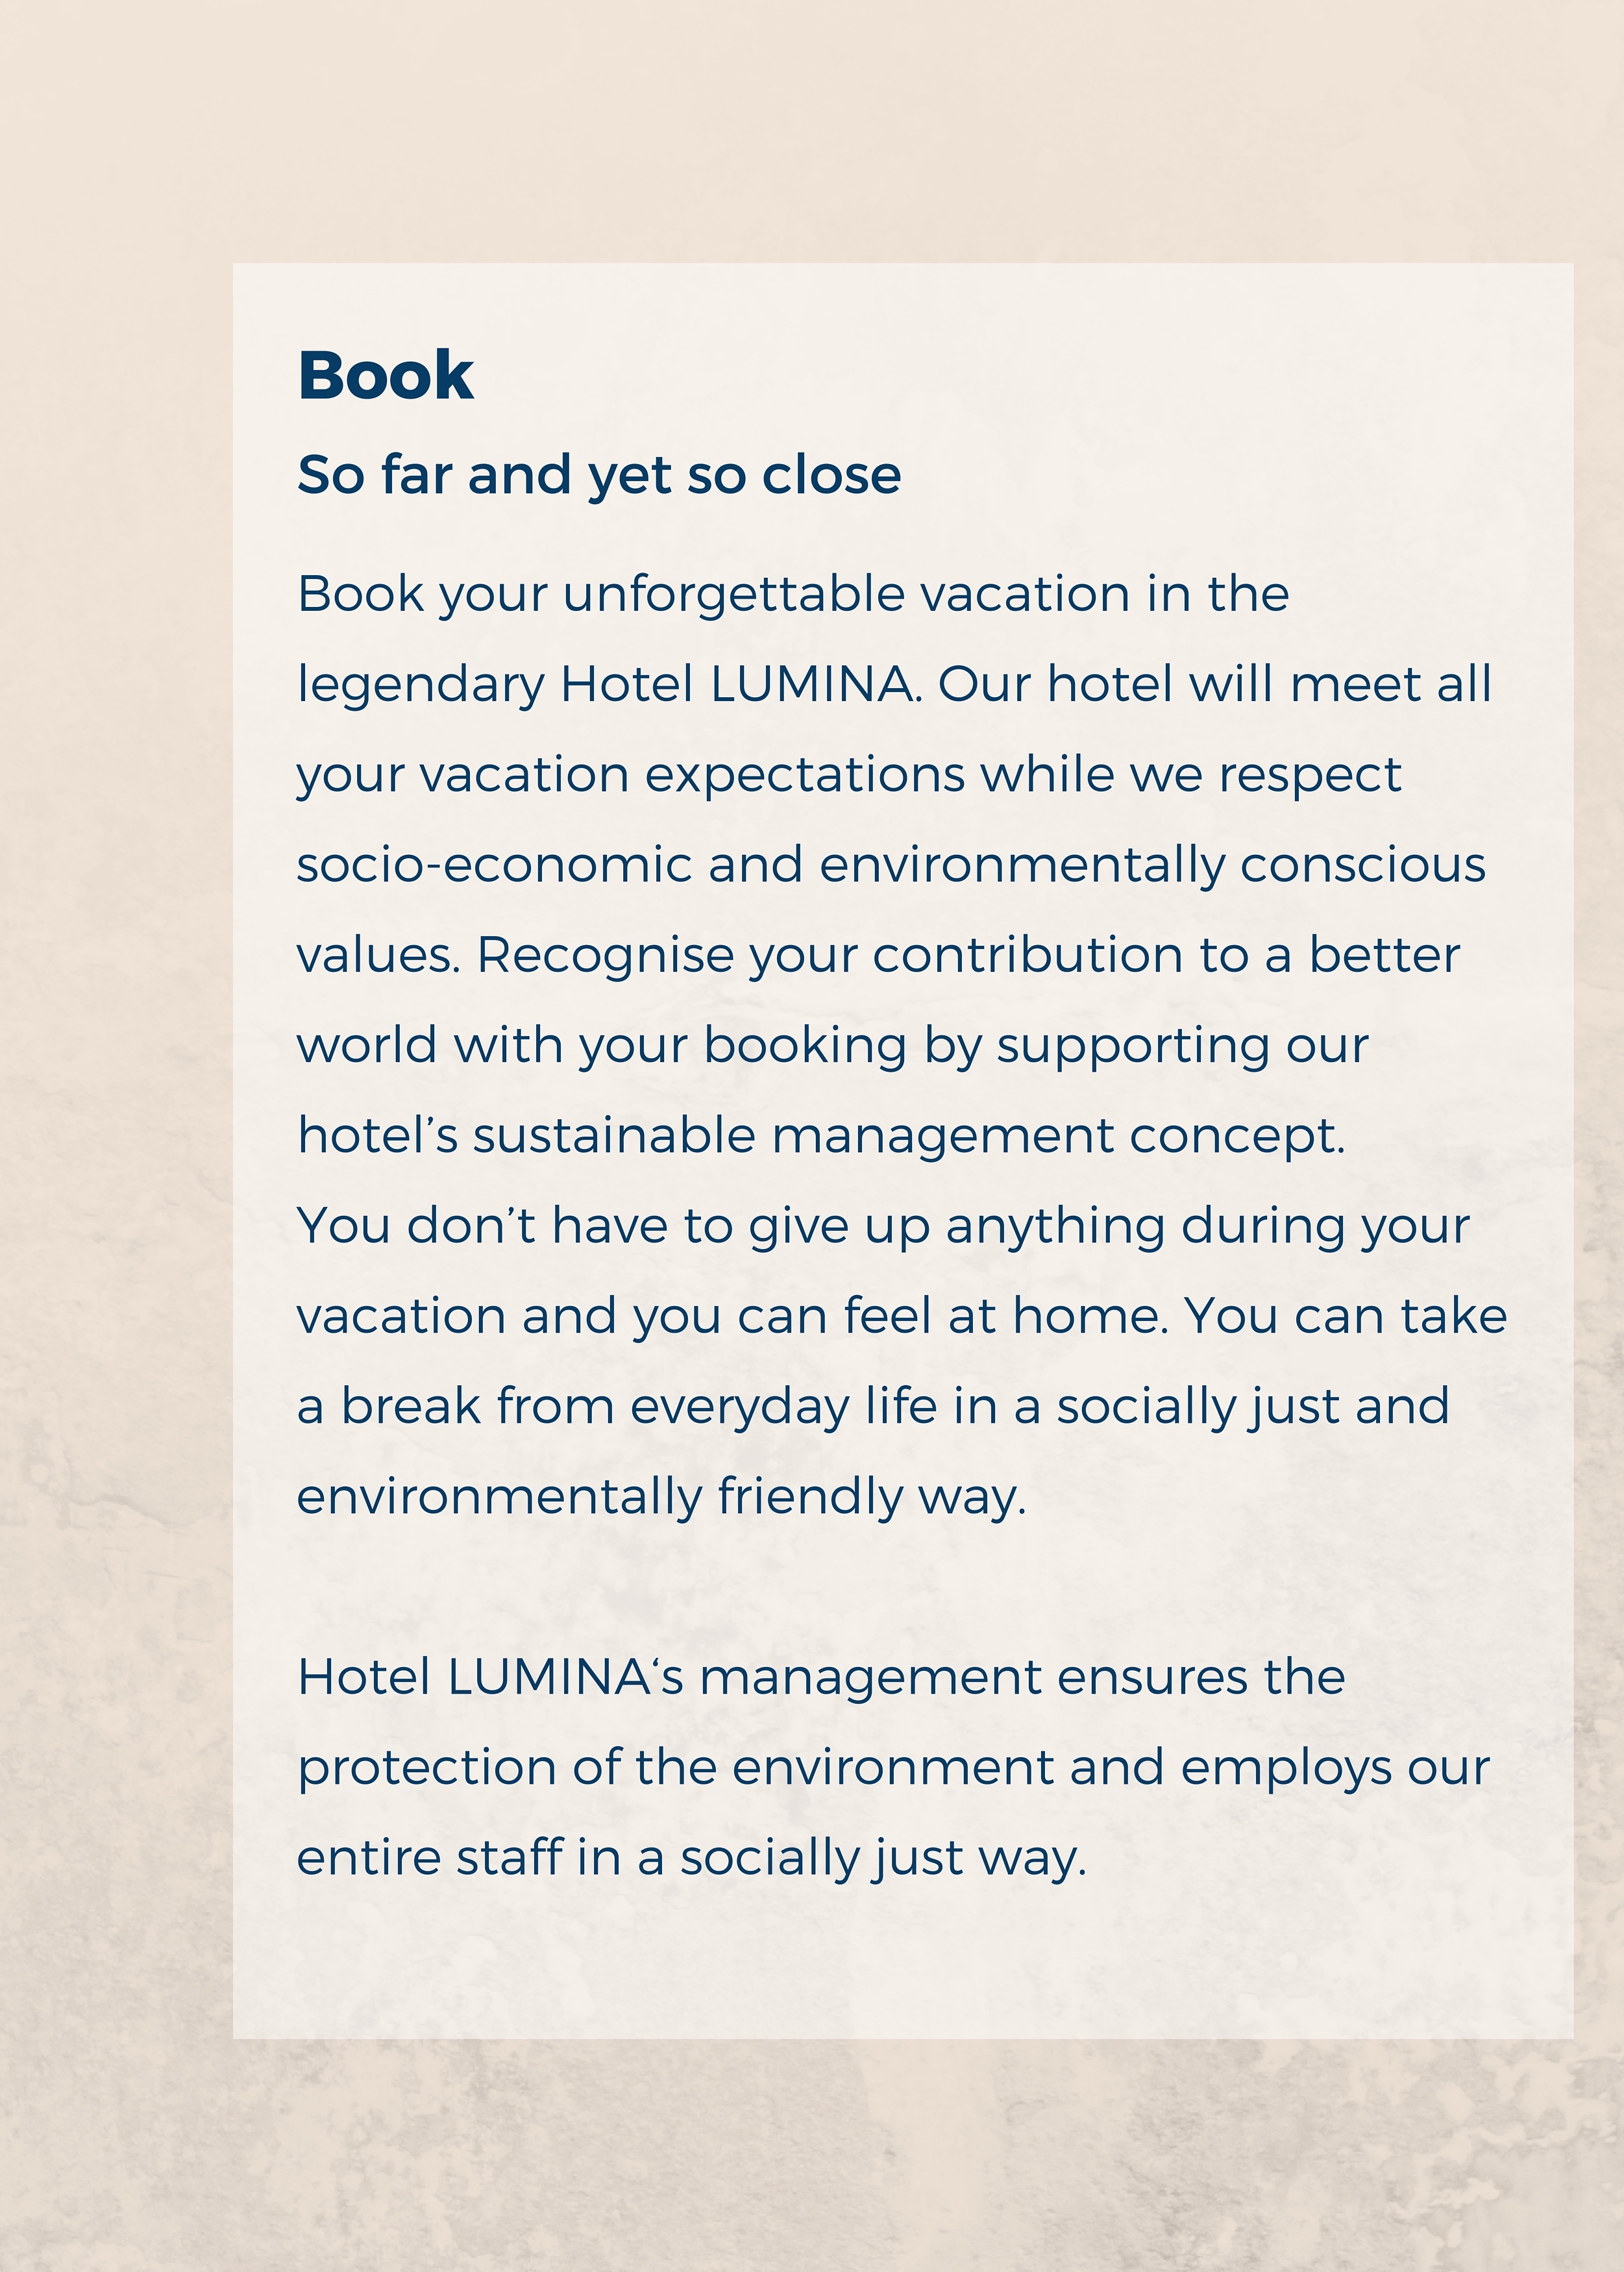 Book
So far and yet so close
Book your unforgettable vacation in the
legendary Hotel LUMINA. Our hotel will meet all
your vacation expectations while we respect
socio-economic and environmentally conscious
values. Recognise your contribution to a better
world with your booking by supporting our
hotel’s sustainable management concept.
You don’t have to give up anything during your
vacation and you can feel at home. You can take
a break from everyday life in a socially just and
environmentally friendly way.
Hotel LUMINA‘s management ensures the
protection of the environment and employs our
entire staff in a socially just way.